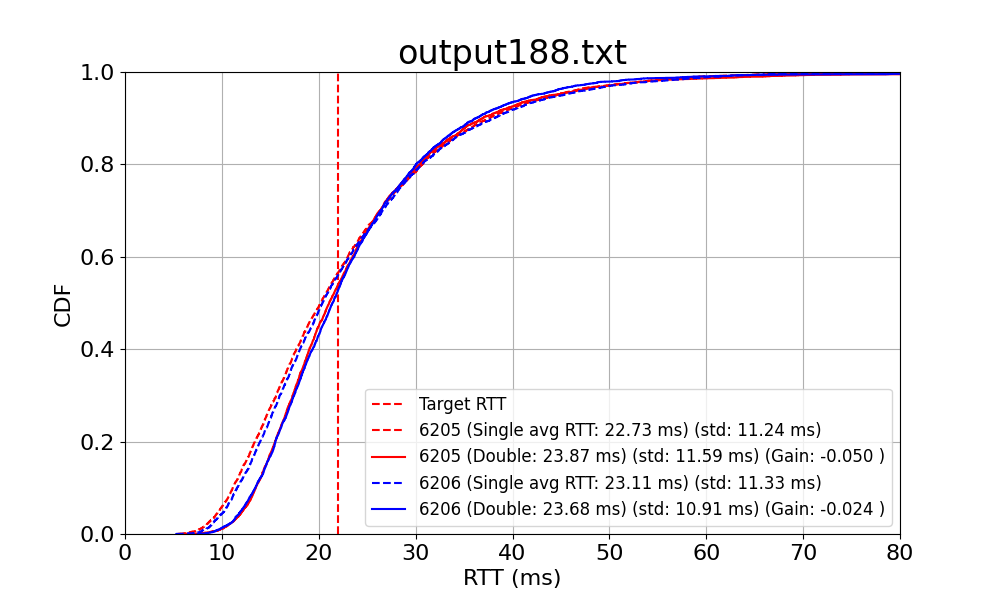 output188.txt
1.0
0.8
0.6
0.4
0.2
0.0
CDF
Target RTT
6205 (Single avg RTT: 22.73 ms) (std: 11.24 ms)
6205 (Double: 23.87 ms) (std: 11.59 ms) (Gain: -0.050 )
6206 (Single avg RTT: 23.11 ms) (std: 11.33 ms)
6206 (Double: 23.68 ms) (std: 10.91 ms) (Gain: -0.024 )
0 10 20 30 40 50 60 70 80
RTT (ms)